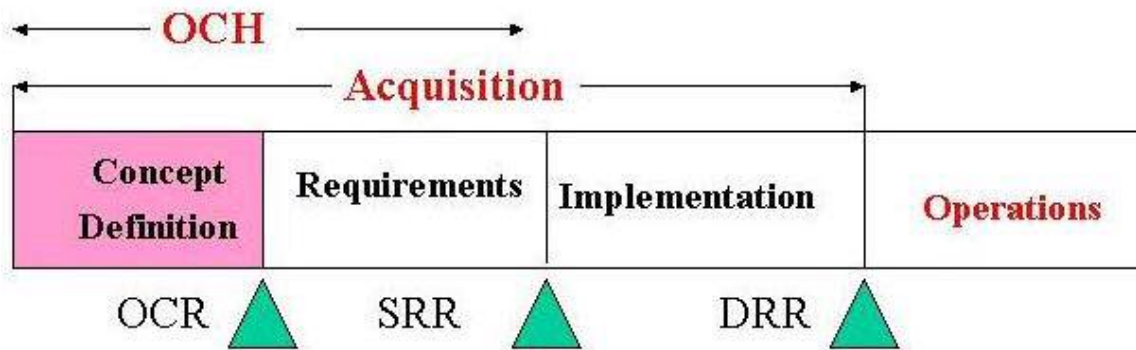 OCH
Acquisition
Concept
Definition
Requirements
Implementation
Operations
OCR
SRR
DRR